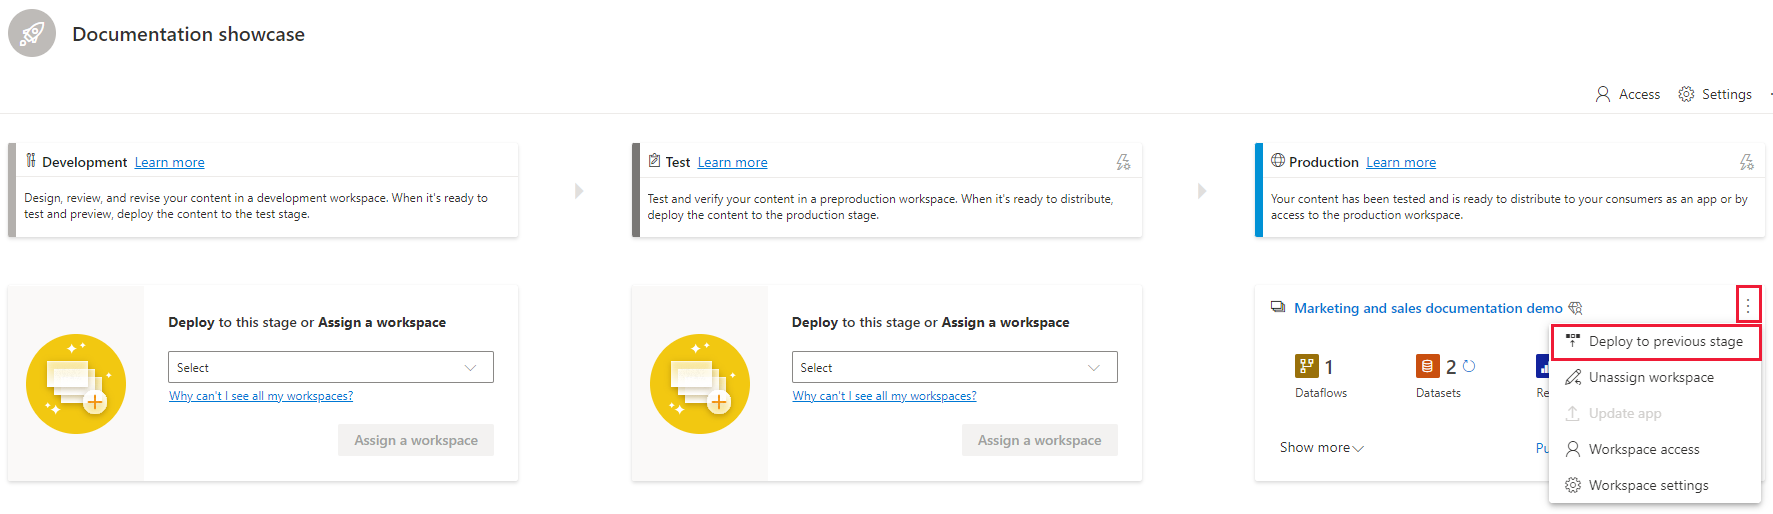 Documentation showcase
Access Settings
Development Learn more
Design, review, and revise your content in a development workspace. When it's ready to
test and preview, deploy the content to the test stage.
Test Learn more
Test and verify your content in a preproduction workspace. When it's ready to distribute,
deploy the content to the production stage.
Production Learn more
Your content has been tested and is ready to distribute to your consumers as an app or by
access to the production workspace.
Deploy to this stage or Assign a workspace
Select
Why can't I see all my workspaces?
Assign a workspace
Deploy to this stage or Assign a workspace
Select
Why can't I see all my workspaces?
Assign a workspace
Marketing and sales documentation demo
1
Dataflows
2
Datasets
Re
Show more
Pu
Deploy to previous stage
Unassign workspace
Update app
Workspace access
Workspace settings